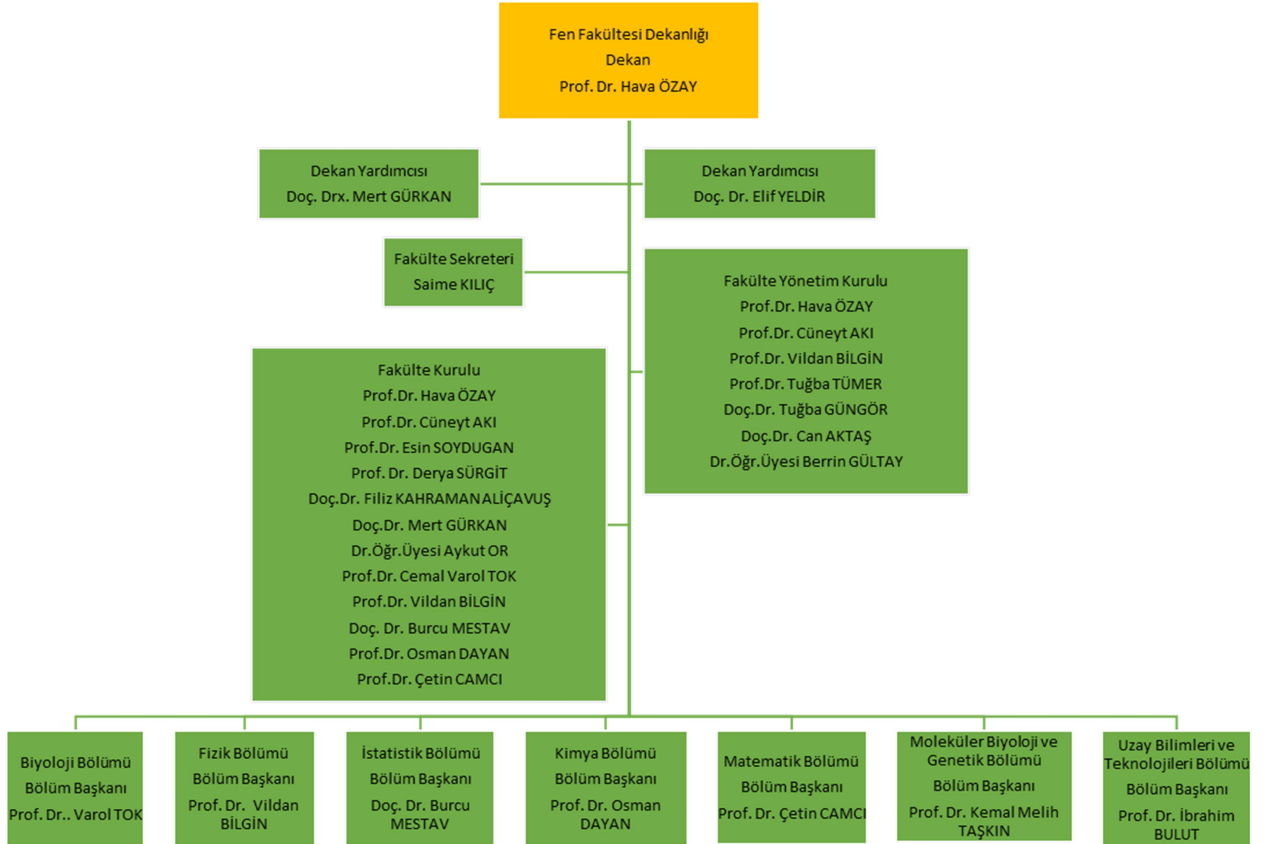 Fen Fakültesi Dekanlığı
Dekan
Prof. Dr. Hava ÖZAY
Dekan Yardımcısı
Doç. Drx. Mert GÜRKAN
Dekan Yardımcısı
Doç. Dr. Elif YELDİR
Fakülte Sekreteri
Saime KILIÇ
Fakülte Yönetim Kurulu
Prof.Dr. Hava ÖZAY
Prof.Dr. Cüneyt AKI
Prof.Dr. Vildan BİLGİN
Prof.Dr. Tuğba TÜMER
Doç.Dr. Tuğba GÜNGÖR
Doç.Dr. Can AKTAŞ
Dr.Öğr.Üyesi Berrin GÜLTAY
Fakülte Kurulu
Prof.Dr. Hava ÖZAY
Prof.Dr. Cüneyt AKI
Prof.Dr. Esin SOYDUGAN
Prof. Dr. Derya SÜRGİT
Doç.Dr. Filiz KAHRAMAN ALİÇAVUŞ
Doç.Dr. Mert GÜRKAN
Dr.Öğr.Üyesi Aykut OR
Prof.Dr. Cemal Varol TOK
Prof.Dr. Vildan BİLGİN
Doç. Dr. Burcu MESTAV
Prof.Dr. Osman DAYAN
Prof.Dr. Çetin CAMCI
Biyoloji Bölümü
Bölüm Başkanı
Prof. Dr.. Varol TOK
Fizik Bölümü
Bölüm Başkanı
Prof. Dr. Vildan
BİLGİN
İstatistik Bölümü
Bölüm Başkanı
Doç. Dr. Burcu
MESTAV
Kimya Bölümü
Bölüm Başkanı
Prof. Dr. Osman
DAYAN
Matematik Bölümü
Bölüm Başkanı
Prof. Dr. Çetin CAMCI
Moleküler Biyoloji ve
Genetik Bölümü
Bölüm Başkanı
Prof. Dr. Kemal Melih
TAŞKIN
Uzay Bilimleri ve
Teknolojileri Bölümü
Bölüm Başkanı
Prof. Dr. İbrahim
BULUT